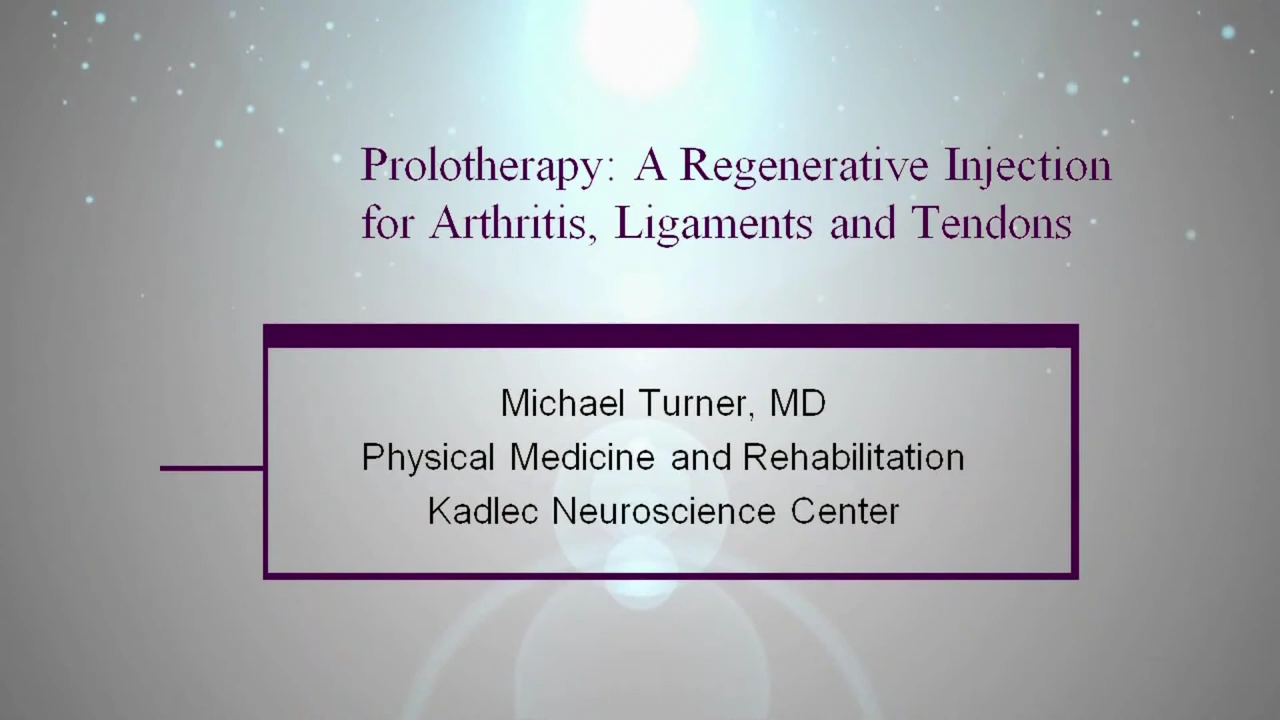 Prolotherapy: A Regenerative Injection
for Arthritis, Ligaments and Tendons
Michael Turner, MD
Physical Medicine and Rehabilitation
Kadlec Neuroscience Center